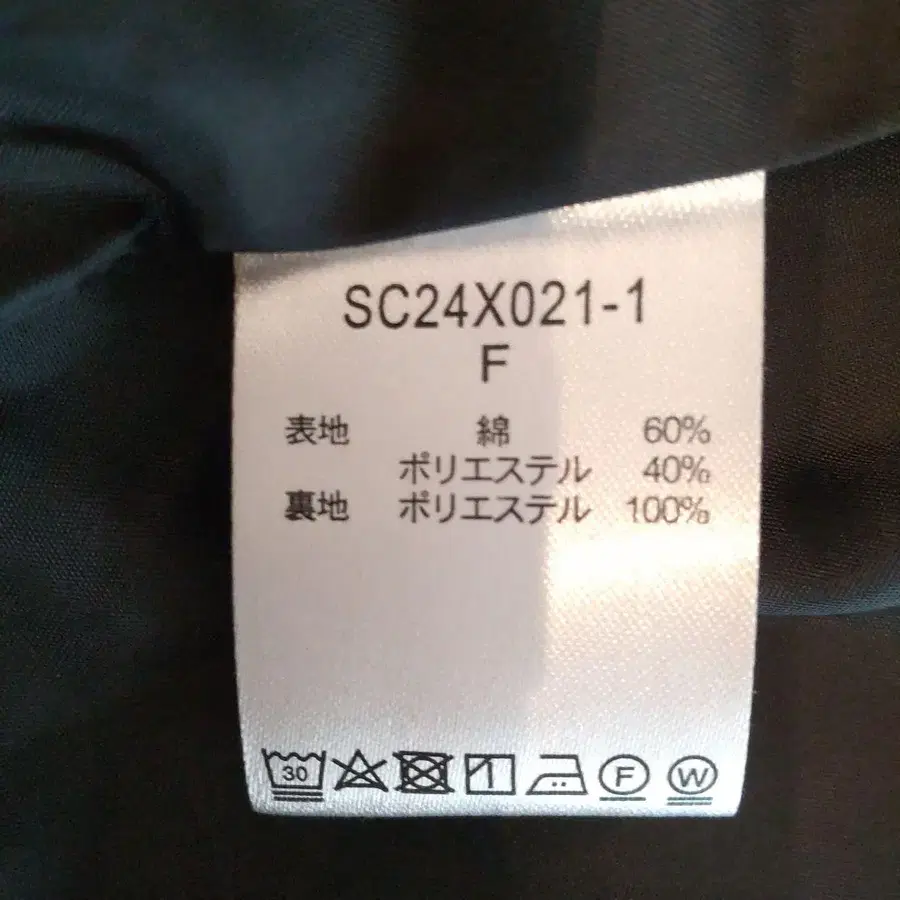 SC24X021-1
F
表地 綿 60%
ポリエステル 40%
裏地 ポリエステル 100%
30 F W